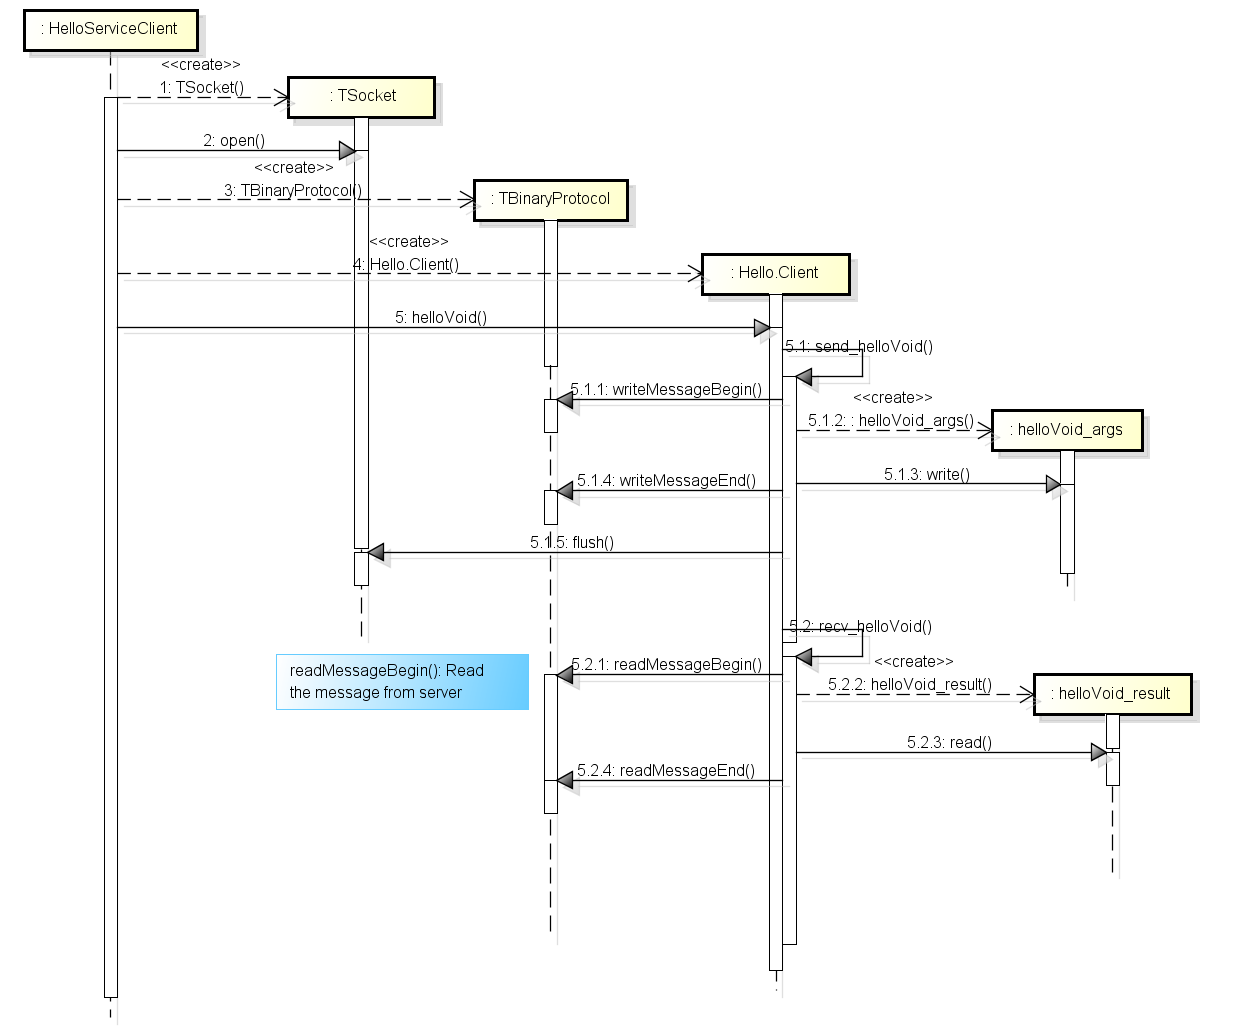 : HelloServiceClient
<<create>>
1: TSocket()
: TSocket
2: open()
<<create>>
3: TBinaryProtocol()
: TBinaryProtocol
<<create>>
4: Hello.Client()
: Hello.Client
5: helloVoid()
5.1: send_helloVoid()
5.1.1: writeMessageBegin()
<<create>>
5.1.2: : helloVoid_args()
: helloVoid_args
5.1.3: write()
5.1.4: writeMessageEnd()
5.1.5: flush()
5.2: recv_helloVoid()
readMessageBegin(): Read
the message from server
5.2.1: readMessageBegin()
<<create>>
5.2.2: helloVoid_result()
: helloVoid_result
5.2.3: read()
5.2.4: readMessageEnd()